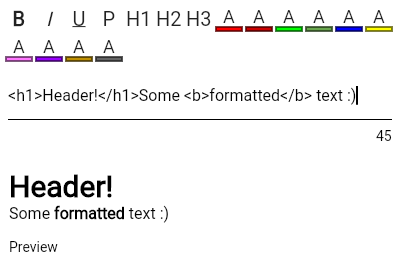 B I U P H1 H2 H3 A A A A A A
A A A A
<h1>Header!</h1>Some <b>formatted</b> text :)
45
Header!
Some formatted text :)
Preview